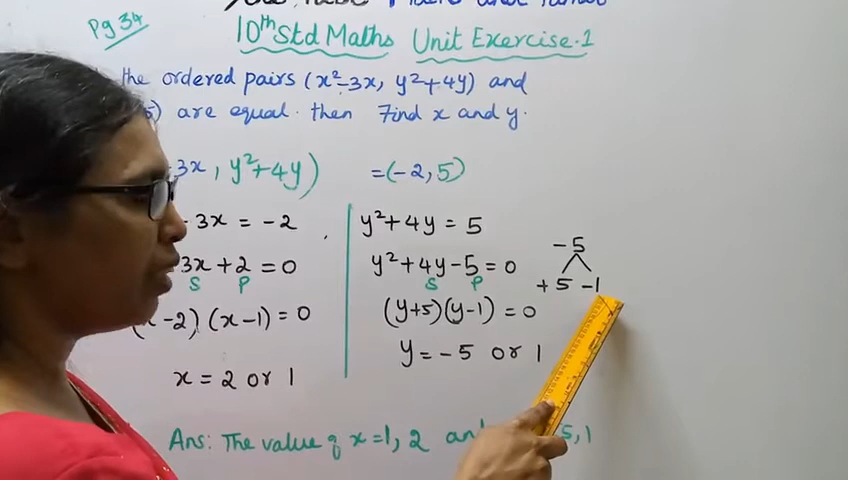 Pg 34
10th Std Maths Unit Exercise-1
the ordered pairs (x²-3x, y²+4y) and
5) are equal. then Find x and y.
3x, y²+4y) =(-2, 5)
- 3x = -2
y²+4y = 5
3x+2 =0
S P
-2) (x-1) = 0
x = 2 or 1
y²+4y-5=0
S P
(y+5)(y-1) = 0
y = -5 or 1
-5
+5 -1
Ans: The value of x=1, 2 5,1